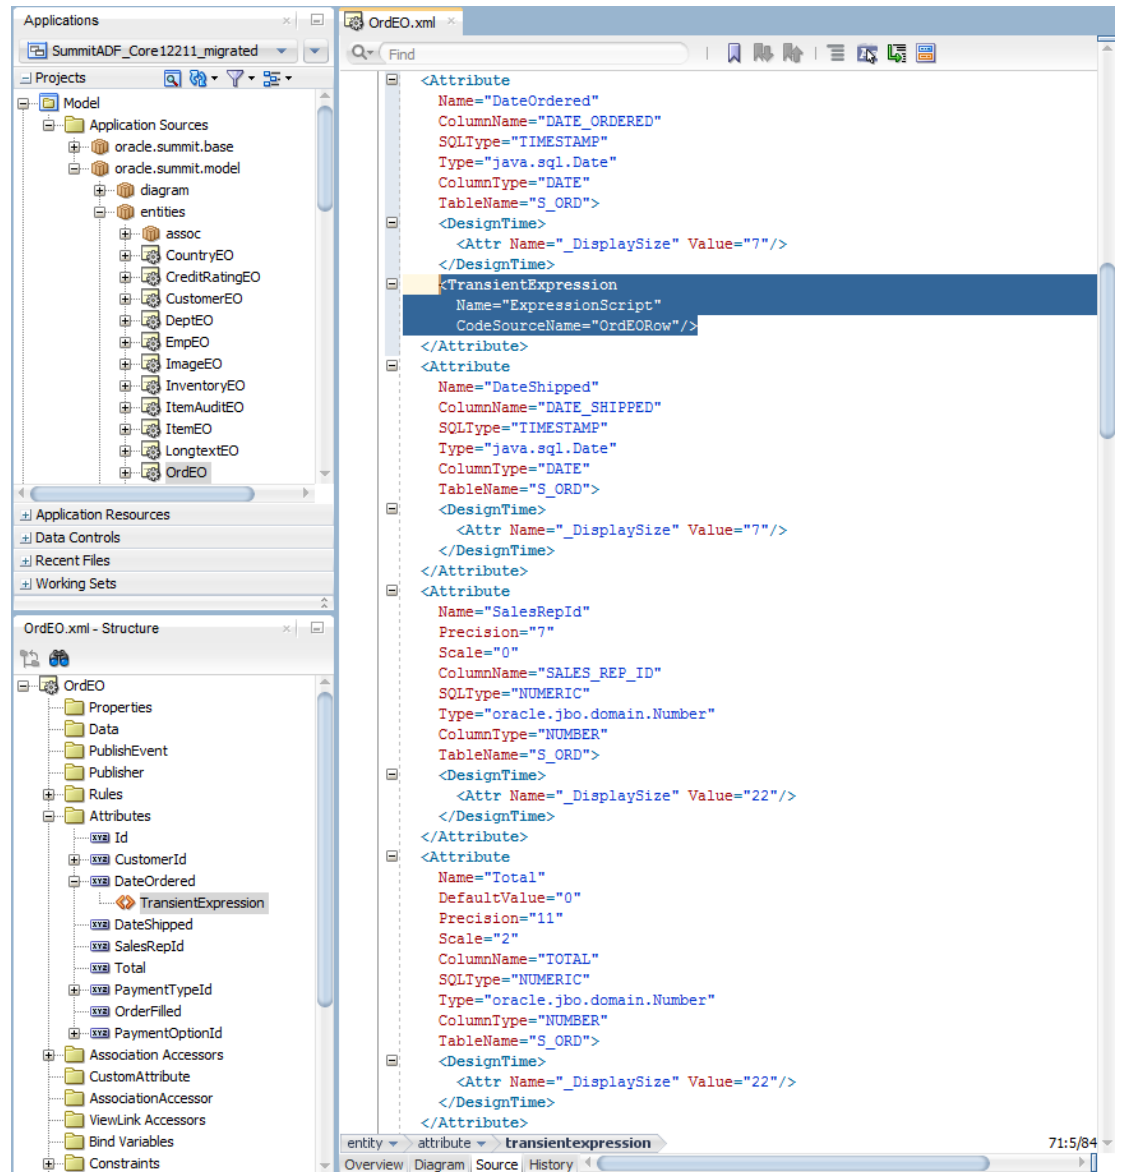 Applications
SummitADF_Core12211_migrated
Projects
Model
Application Sources
oracle.summit.base
oracle.summit.model
diagram
entities
assoc
CountryEO
CreditRatingEO
CustomerEO
DeptEO
EmpEO
ImageEO
InventoryEO
ItemAuditEO
ItemEO
LongtextEO
OrdEO
Application Resources
Data Controls
Recent Files
Working Sets
OrdEO.xml - Structure
OrdEO
Properties
Data
PublishEvent
Publisher
Rules
Attributes
Id
CustomerId
DateOrdered
TransientExpression
DateShipped
SalesRepId
Total
PaymentTypeId
OrderFilled
PaymentOptionId
Association Accessors
CustomAttribute
AssociationAccessor
ViewLink Accessors
Bind Variables
Constraints
OrdEO.xml
Find
<Attribute
Name="DateOrdered"
ColumnName="DATE_ORDERED"
SQLType="TIMESTAMP"
Type="java.sql.Date"
ColumnType="DATE"
TableName="S_ORD">
<DesignTime>
<Attr Name="_DisplaySize" Value="7"/>
</DesignTime>
<TransientExpression
Name="ExpressionScript"
CodeSourceName="OrdEORow"/>
</Attribute>
<Attribute
Name="DateShipped"
ColumnName="DATE_SHIPPED"
SQLType="TIMESTAMP"
Type="java.sql.Date"
ColumnType="DATE"
TableName="S_ORD">
<DesignTime>
<Attr Name="_DisplaySize" Value="7"/>
</DesignTime>
</Attribute>
<Attribute
Name="SalesRepId"
Precision="7"
Scale="0"
ColumnName="SALES_REP_ID"
SQLType="NUMERIC"
Type="oracle.jbo.domain.Number"
ColumnType="NUMBER"
TableName="S_ORD">
<DesignTime>
<Attr Name="_DisplaySize" Value="22"/>
</DesignTime>
</Attribute>
<Attribute
Name="Total"
DefaultValue="0"
Precision="11"
Scale="2"
ColumnName="TOTAL"
SQLType="NUMERIC"
Type="oracle.jbo.domain.Number"
ColumnType="NUMBER"
TableName="S_ORD">
<DesignTime>
<Attr Name="_DisplaySize" Value="22"/>
</DesignTime>
</Attribute>
entity attribute transientexpression 71:5/84
Overview Diagram Source History